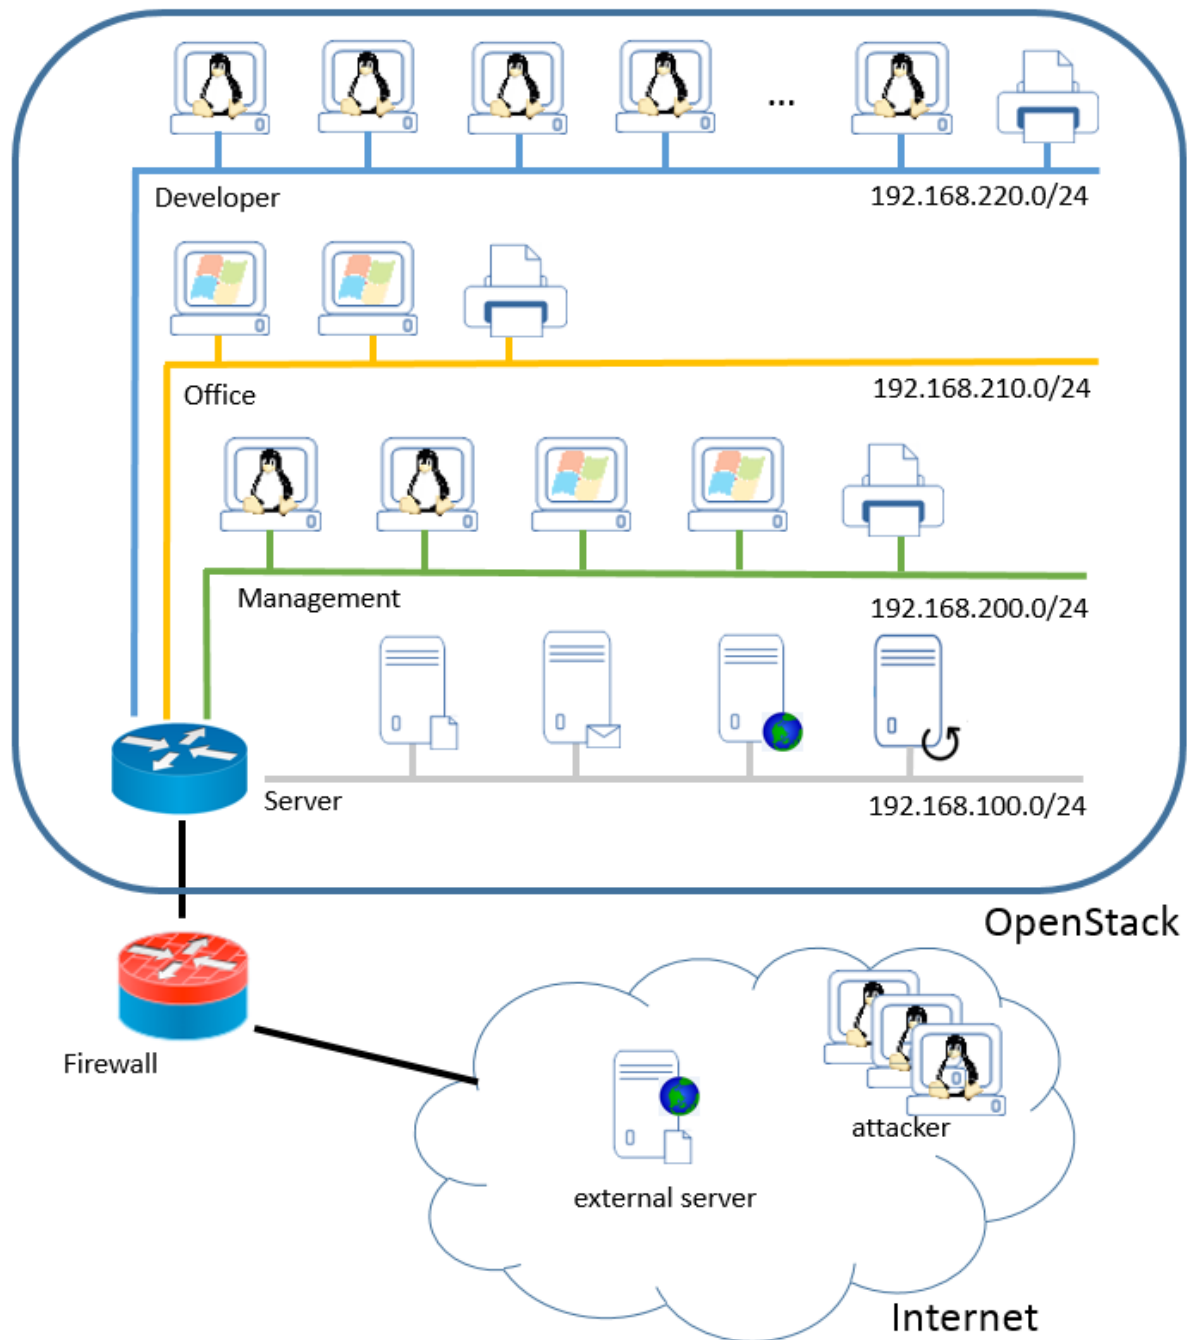 ...
Developer
192.168.220.0/24
Office
192.168.210.0/24
Management
192.168.200.0/24
Server
192.168.100.0/24
OpenStack
Firewall
attacker
external server
Internet